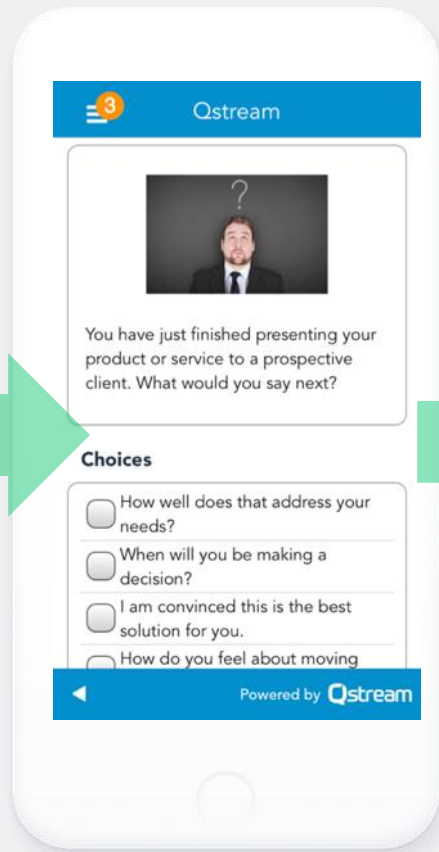 3
Qstream
?
You have just finished presenting your
product or service to a prospective
client. What would you say next?
Choices
How well does that address your
needs?
When will you be making a
decision?
I am convinced this is the best
solution for you.
How do you feel about moving
Powered by Qstream